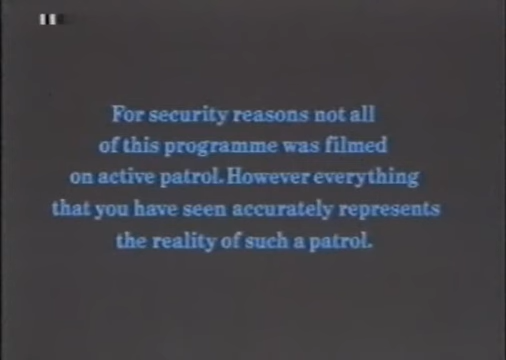 For security reasons not all
of this programme was filmed
on active patrol. However everything
that you have seen accurately represents
the reality of such a patrol.